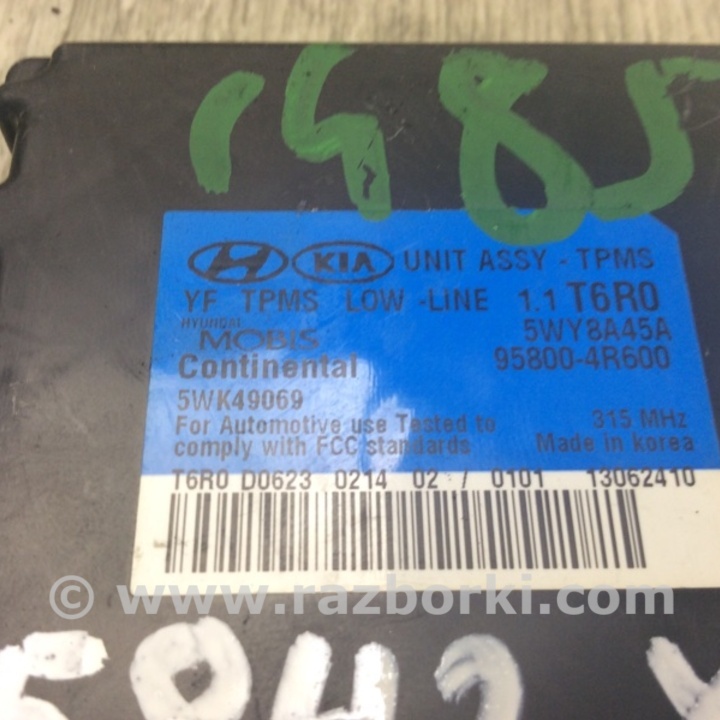 1985
KIA UNIT ASSY - TPMS
YF TPMS LOW -LINE 1.1 T6R0
HYUNDAI
MOBIS
5WY8A45A
Continental
95800-4R600
5WK49069
For Automotive use Tested to
315 MHz
comply with FCC standards
Made in korea
T6R0 D0623 0214 02 / 0101 13062410
© www.razborki.com